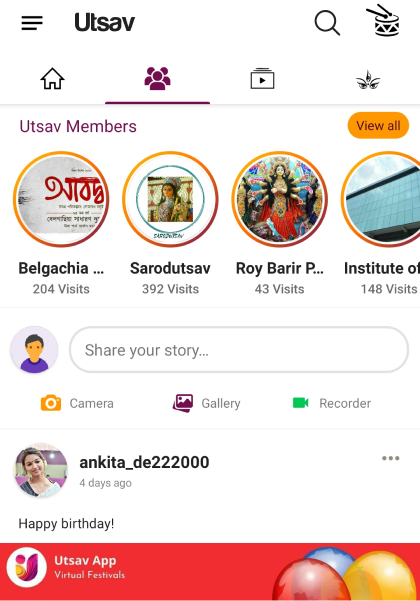 Utsav
Utsav Members
View all
SARODUTSAV
Belgachia ...
Sarodutsav
Roy Barir P...
Institute of
204 Visits
392 Visits
43 Visits
148 Visits
Share your story...
Camera
Gallery
Recorder
ankita_de222000
4 days ago
Happy birthday!
Utsav App
Virtual Festivals